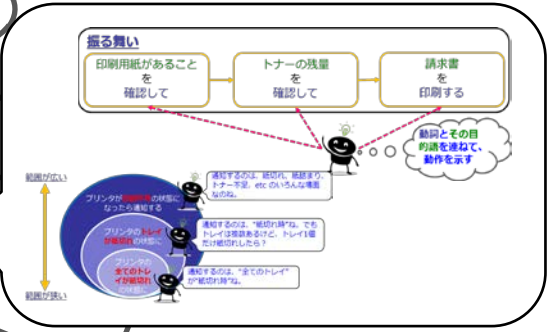 振る舞い
印刷用紙があること
を
確認して
トナーの残量
を
確認して
請求書
を
印刷する
動詞とその目
的語を連ねて、
動作を示す
範囲が広い
通知するのは、紙切れ、紙詰まり、
トナー不足、etc のいろんな場面
なのね。
プリンタが
の状態に
なったら通知する
通知するのは、"紙切れ時"ね。でも
トレイは複数あるけど、トレイ1個
だけ紙切れしたら？
プリンタのトレイ
が紙切れの状態に
通知するのは、"全てのトレイ"
が"紙切れ時"ね。
プリンタの
全てのトレ
イが紙切れ
の状態に
範囲が狭い